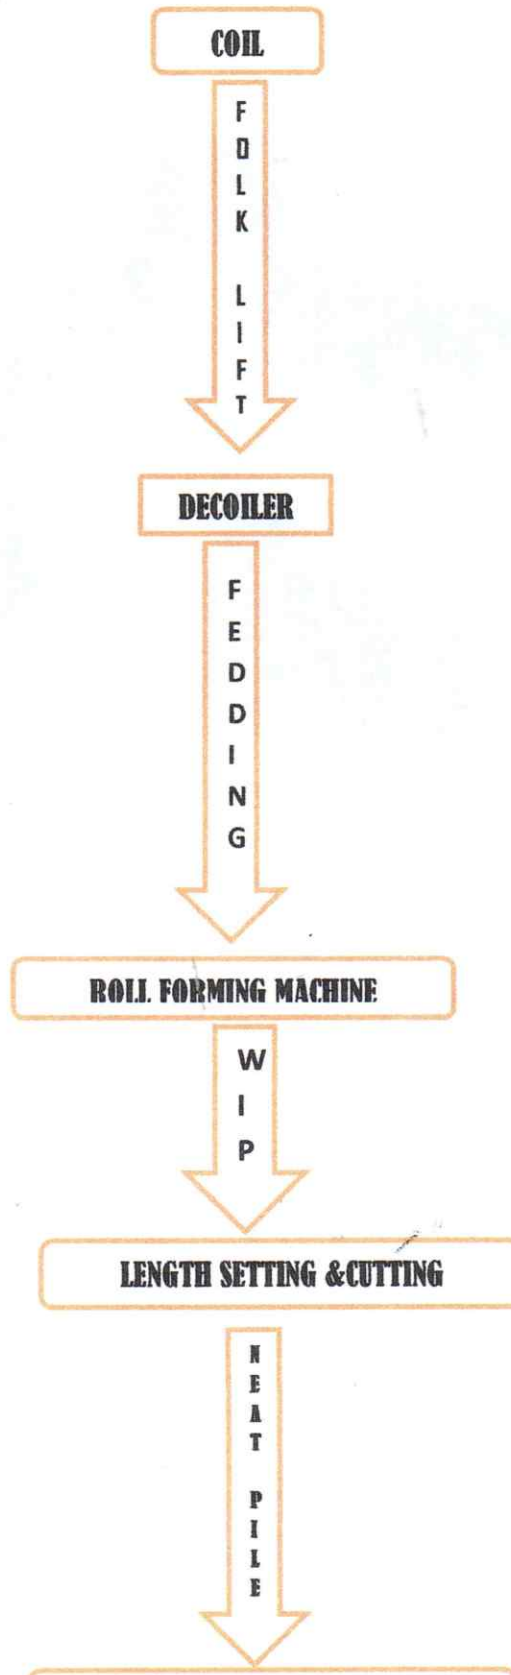 COIL
FOLK LIFT
DECOILER
FEDDING
ROLL FORMING MACHINE
WIP
LENGTH SETTING &CUTTING
NEAT PILE